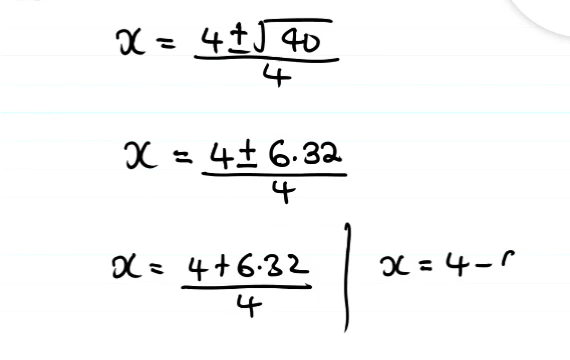 x = (4 ± √40) / 4
x = (4 ± 6.32) / 4
x = (4 + 6.32) / 4 | x = 4 -